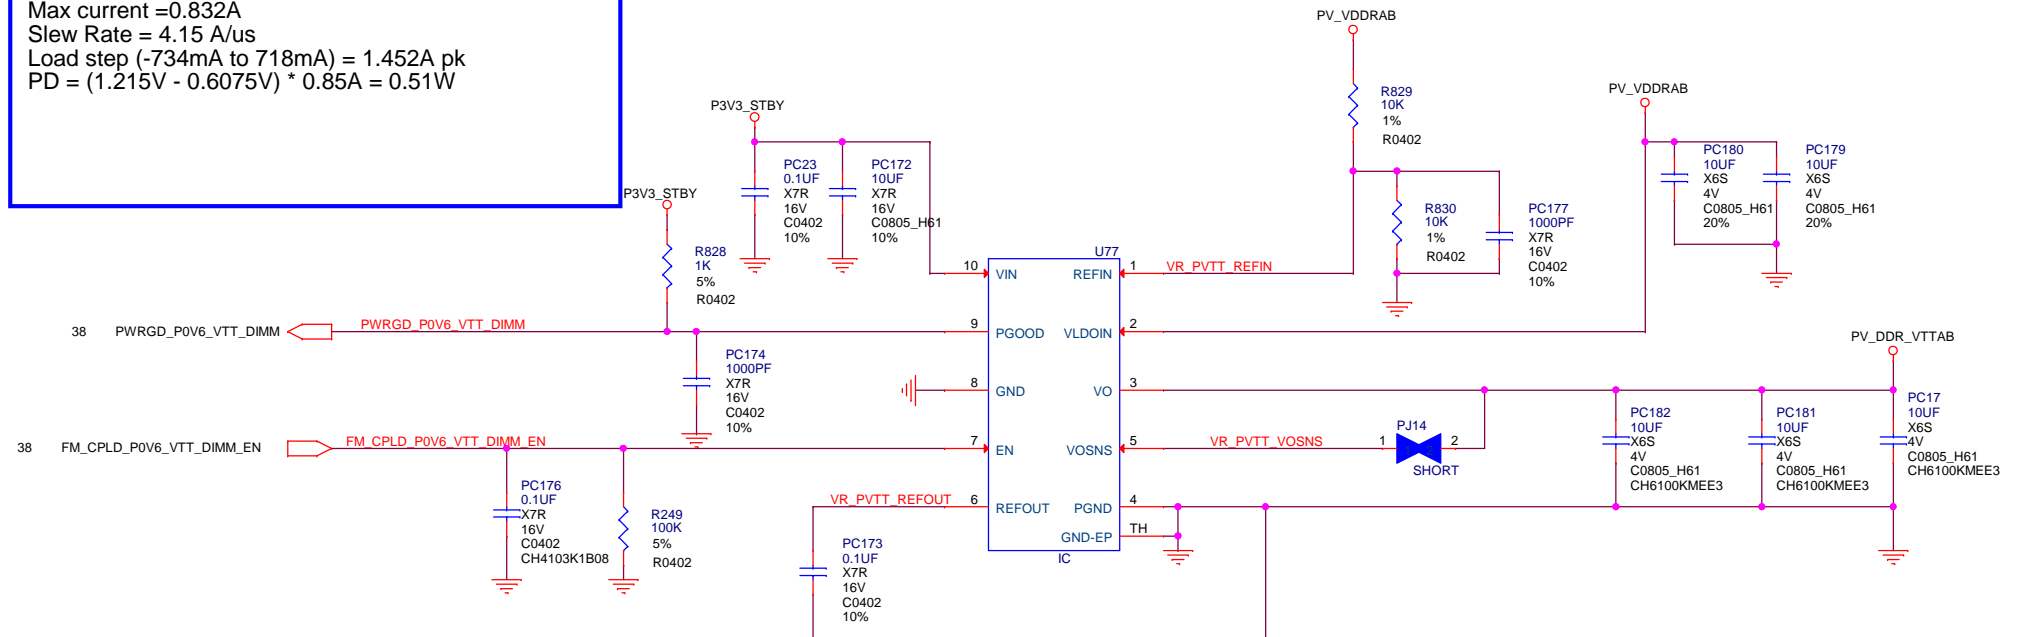 Max current =0.832A
Slew Rate = 4.15 A/us
Load step (-734mA to 718mA) = 1.452A pk
PD = (1.215V - 0.6075V) * 0.85A = 0.51W
PV_VDDRAB
R829
10K
1%
R0402
PV_VDDRAB
PC180
10UF
X6S
4V
C0805_H61
20%
PC179
10UF
X6S
4V
C0805_H61
20%
P3V3_STBY
PC23
0.1UF
X7R
16V
C0402
10%
PC172
10UF
X7R
16V
C0805_H61
10%
P3V3_STBY
R828
1K
5%
R0402
R830
10K
1%
R0402
PC177
1000PF
X7R
16V
C0402
10%
U77
10 VIN
REFIN 1 VR_PVTT_REFIN
38 PWRGD_P0V6_VTT_DIMM PWRGD_P0V6_VTT_DIMM 9 PGOOD
VLDOIN 2
PC174
1000PF
X7R
16V
C0402
10%
8 GND
VO 3
PV_DDR_VTTAB
38 FM_CPLD_P0V6_VTT_DIMM_EN FM_CPLD_P0V6_VTT_DIMM_EN 7 EN
VOSNS 5 VR_PVTT_VOSNS
PJ14
1 2
SHORT
PC182
10UF
X6S
4V
C0805_H61
CH6100KMEE3
PC181
10UF
X6S
4V
C0805_H61
CH6100KMEE3
PC17
10UF
X6S
4V
C0805_H61
CH6100KMEE3
PC176
0.1UF
X7R
16V
C0402
CH4103K1B08
R249
100K
5%
R0402
VR_PVTT_REFOUT 6 REFOUT
PGND 4
GND-EP TH
IC
PC173
0.1UF
X7R
16V
C0402
10%